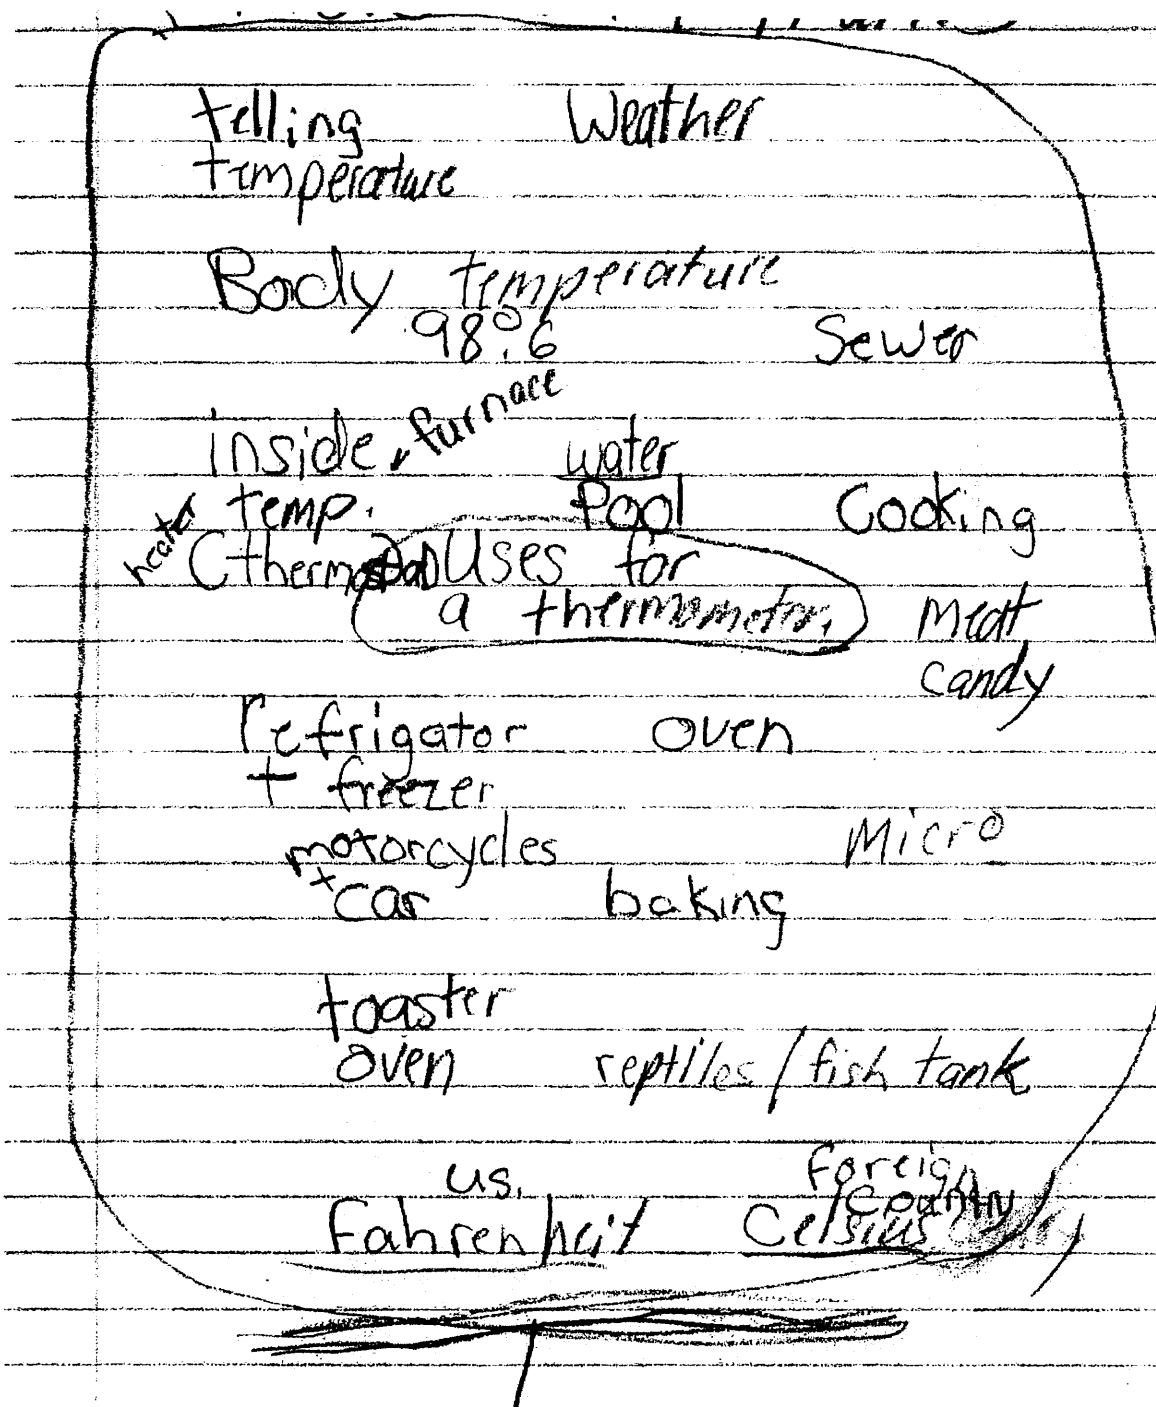 telling Weather
temperature
Body temperature
98°.6 Sewer
furnace
inside water
temp. Pool Cooking
heater
Uses for
a thermometer. Meat
candy
refrigator oven
+ freezer
motorcycles Micro
+ car baking
toaster
oven reptiles / fish tank
us. foreign
country
Fahrenheit Celsius